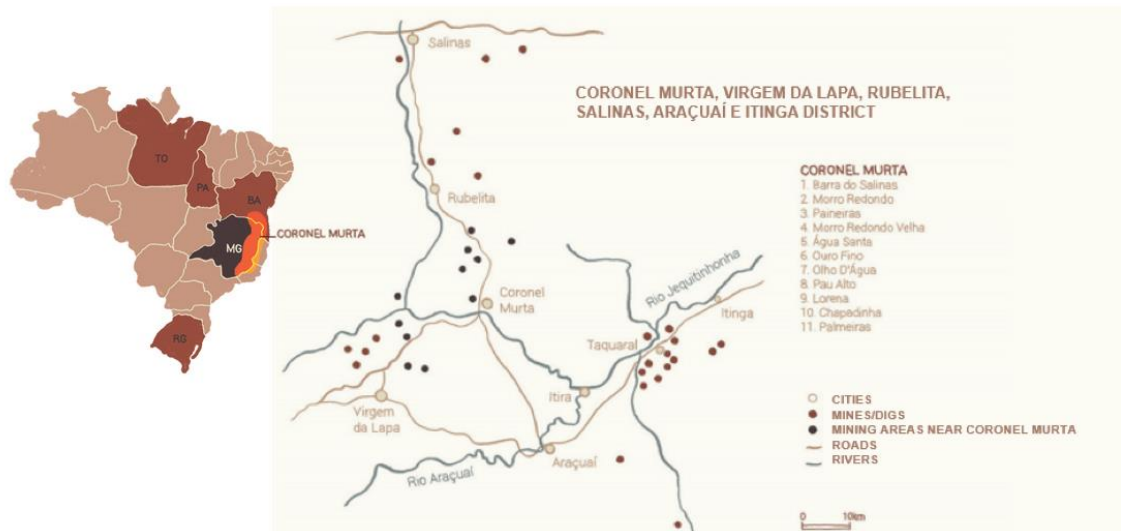 TO
PA
BA
MG
RG
CORONEL MURTA
CORONEL MURTA, VIRGEM DA LAPA, RUBELITA,
SALINAS, ARAÇUAÍ E ITINGA DISTRICT
Salinas
Rubelita
Coronel
Murta
Rio Jequitinhonha
Itinga
Taquaral
Itira
Virgem
da Lapa
Araçuaí
Rio Araçuaí
CORONEL MURTA
1. Barra do Salinas
2. Morro Redondo
3. Paineiras
4. Morro Redondo Velha
5. Água Santa
6. Ouro Fino
7. Olho D'Água
8. Pau Alto
9. Lorena
10. Chapadinha
11. Palmeiras
CITIES
MINES/DIGS
MINING AREAS NEAR CORONEL MURTA
ROADS
RIVERS
0 10km